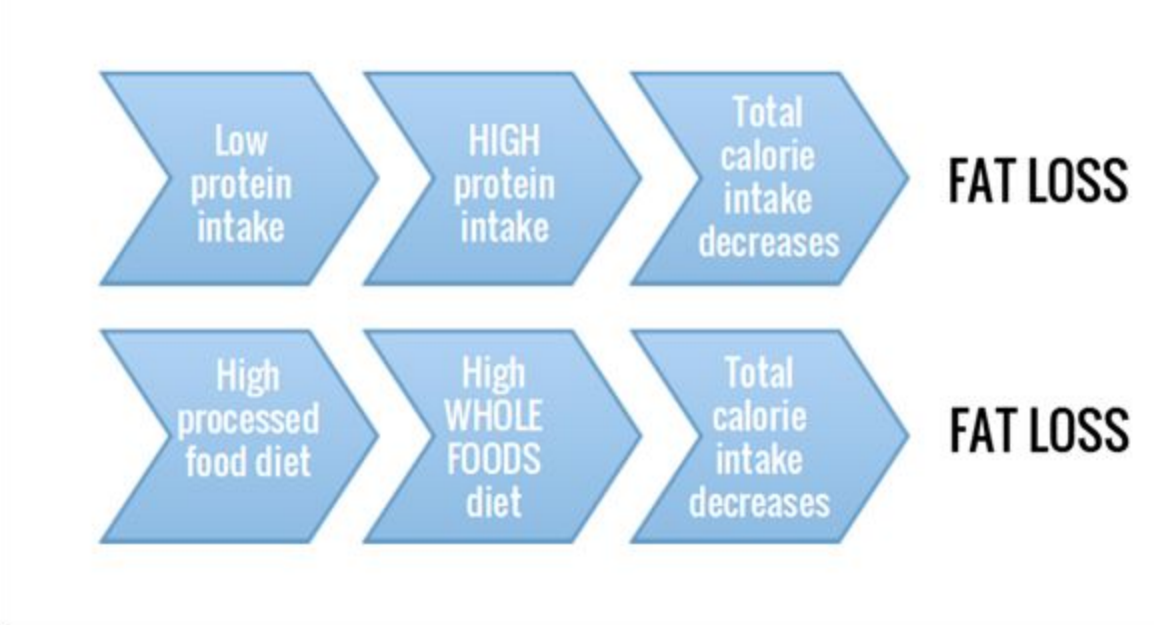 Low
protein
intake
HIGH
protein
intake
Total
calorie
intake
decreases
FAT LOSS
High
processed
food diet
High
WHOLE
FOODS
diet
Total
calorie
intake
decreases
FAT LOSS